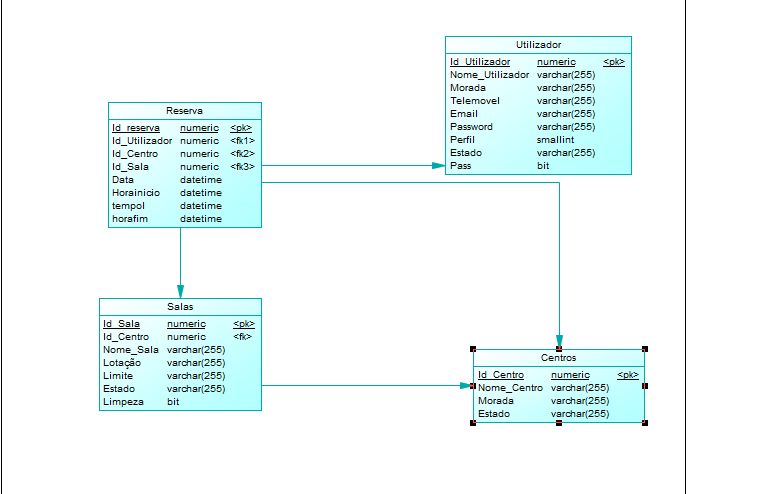 Utilizador
Id_Utilizador numeric <pk>
Nome_Utilizador varchar(255)
Morada varchar(255)
Telemovel varchar(255)
Email varchar(255)
Password varchar(255)
Perfil smallint
Estado varchar(255)
Pass bit
Reserva
Id_reserva numeric <pk>
Id_Utilizador numeric <fk1>
Id_Centro numeric <fk2>
Id_Sala numeric <fk3>
Data datetime
Horainicio datetime
tempol datetime
horafim datetime
Salas
Id_Sala numeric <pk>
Id_Centro numeric <fk>
Nome_Sala varchar(255)
Lotação varchar(255)
Limite varchar(255)
Estado varchar(255)
Limpeza bit
Centros
Id_Centro numeric <pk>
Nome_Centro varchar(255)
Morada varchar(255)
Estado varchar(255)